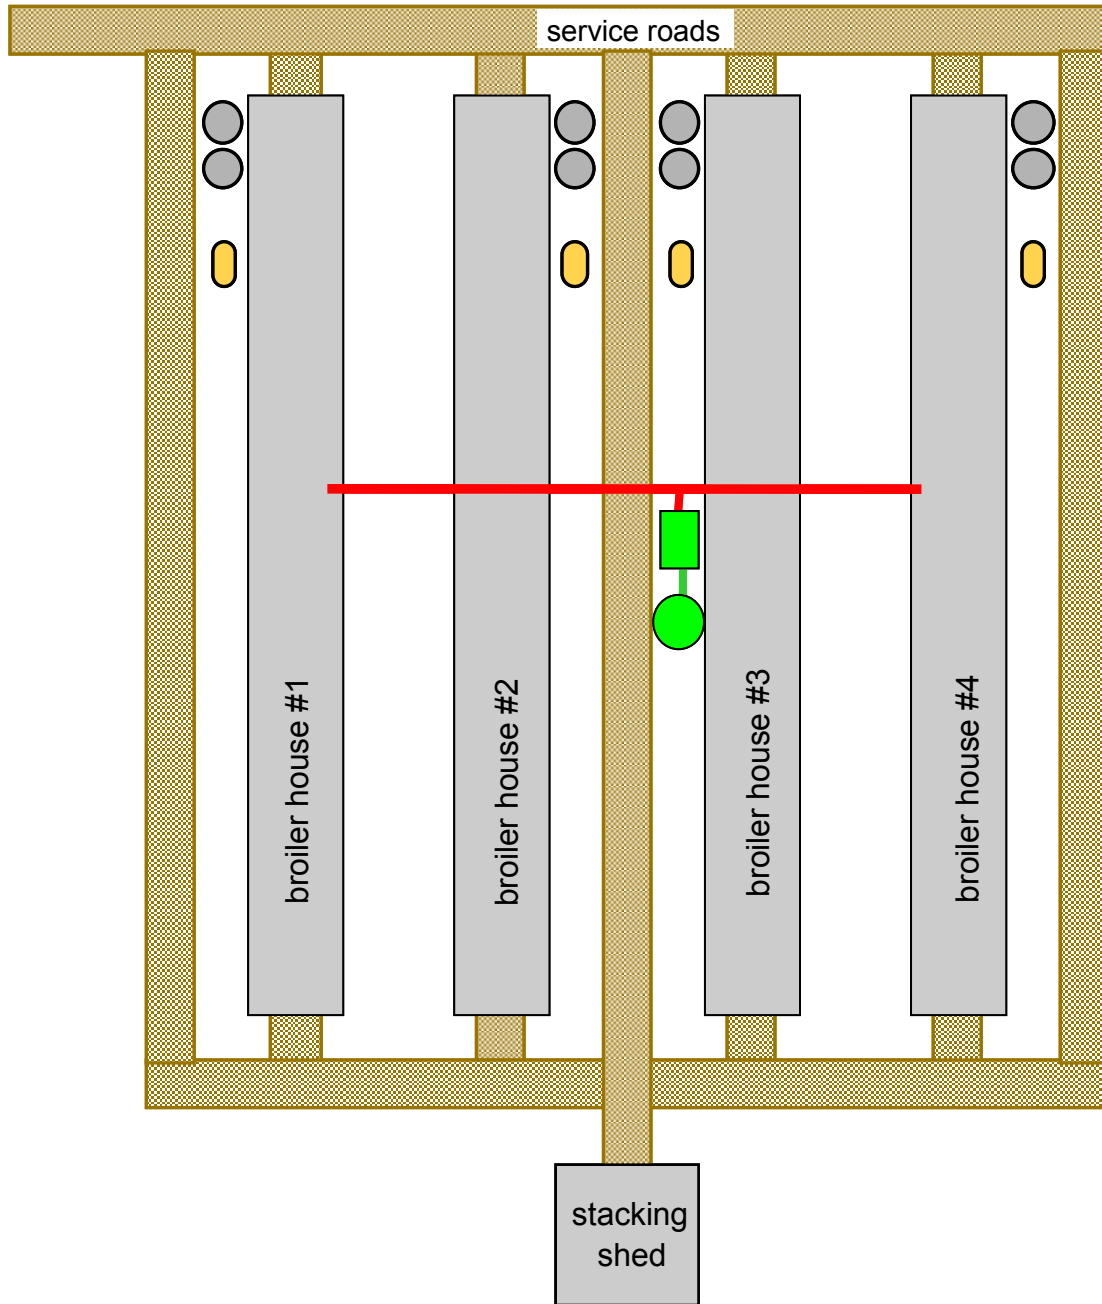 service roads
broiler house #1
broiler house #2
broiler house #3
broiler house #4
stacking
shed